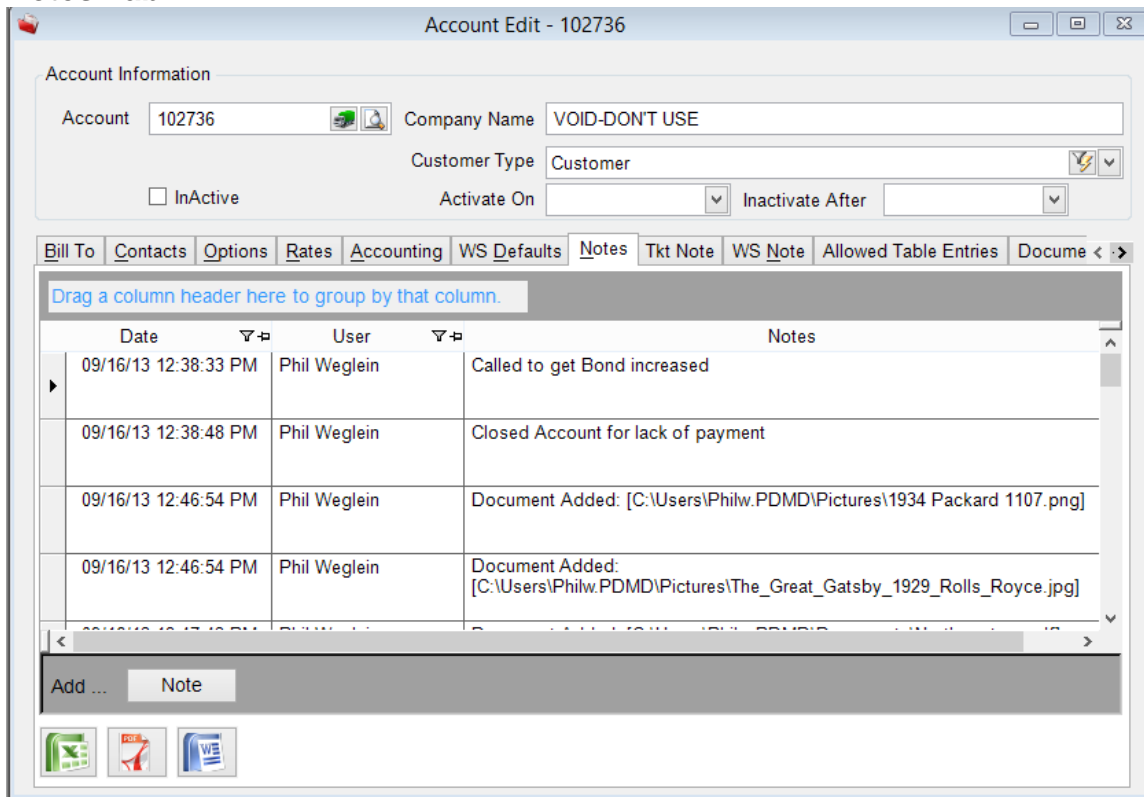 Account Edit - 102736
Account Information
Account 102736 Company Name VOID-DON'T USE
Customer Type Customer
InActive Activate On Inactivate After
Bill To Contacts Options Rates Accounting WS Defaults Notes Tkt Note WS Note Allowed Table Entries Docume
Drag a column header here to group by that column.
Date User Notes
09/16/13 12:38:33 PM Phil Weglein Called to get Bond increased
09/16/13 12:38:48 PM Phil Weglein Closed Account for lack of payment
09/16/13 12:46:54 PM Phil Weglein Document Added: [C:\Users\Philw.PDMD\Pictures\1934 Packard 1107.png]
09/16/13 12:46:54 PM Phil Weglein Document Added:
[C:\Users\Philw.PDMD\Pictures\The_Great_Gatsby_1929_Rolls_Royce.jpg]
Add ... Note